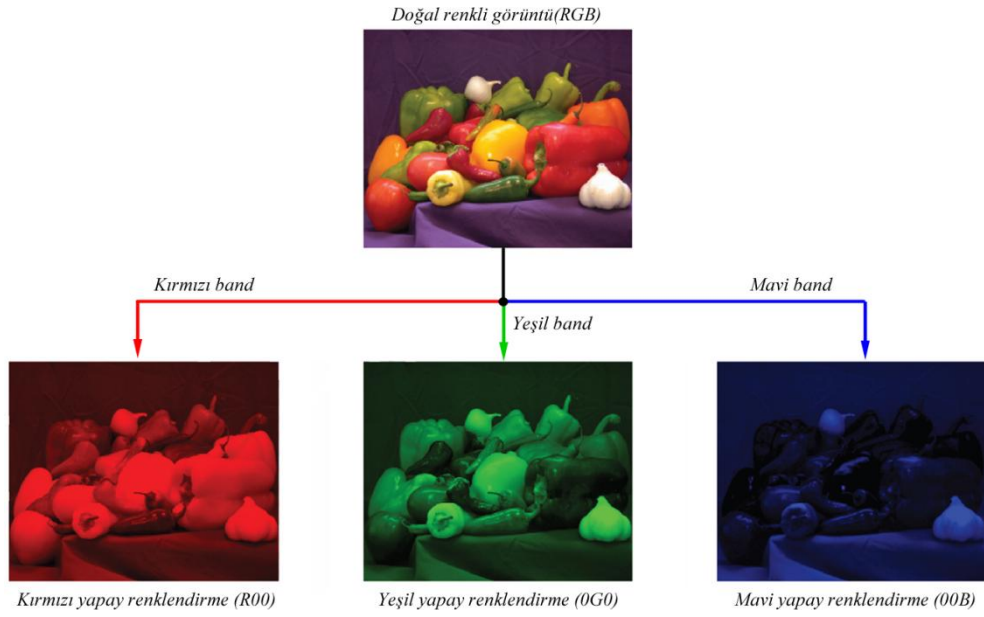 Doğal renkli görüntü(RGB)
Kırmızı band
Mavi band
Yeşil band
Kırmızı yapay renklendirme (R00)
Yeşil yapay renklendirme (0G0)
Mavi yapay renklendirme (00B)